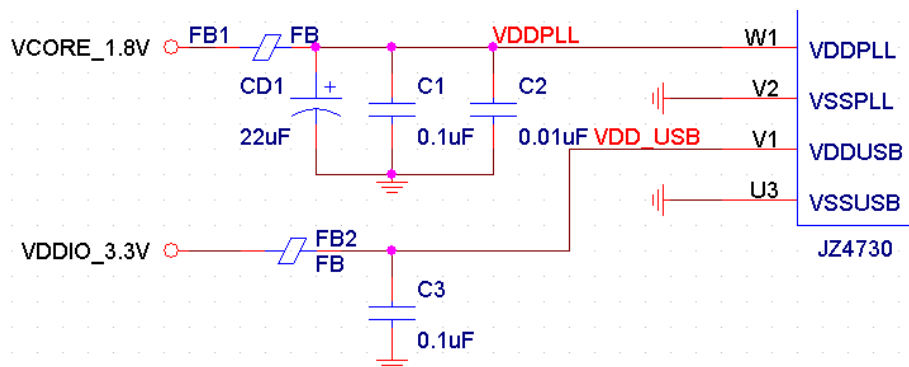 VCORE_1.8V FB1 FB VDDPLL W1 VDDPLL
CD1 + C1 C2 V2 VSSPLL
22uF 0.1uF 0.01uF VDD_USB V1 VDDUSB
U3 VSSUSB
VDDIO_3.3V FB2 JZ4730
FB
C3
0.1uF